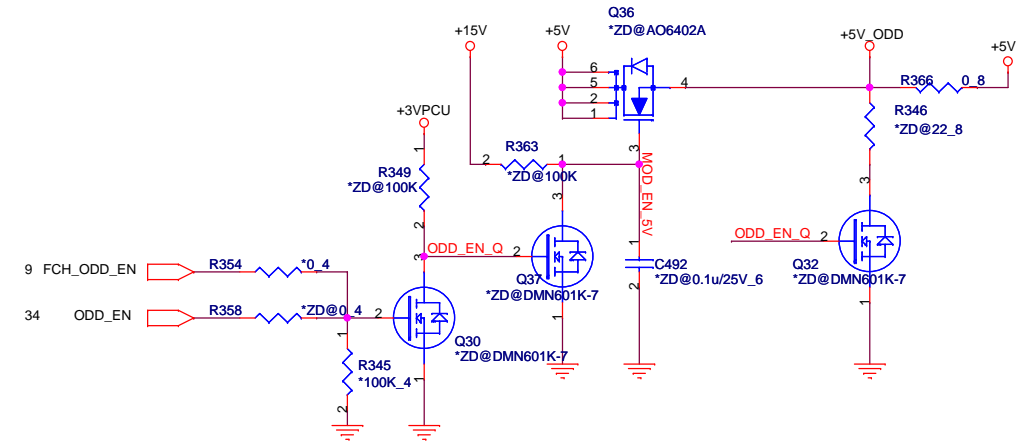 Q36
*ZD@AO6402A
+15V
+5V
+5V_ODD
+5V
6
5
2
1
4
R366
0_8
+3VPCU
R346
*ZD@22_8
1
R363
2
1
*ZD@100K
3
R349
*ZD@100K
MOD_EN_5V
2
3
3
3
ODD_EN_Q
2
1
ODD_EN_Q
2
9 FCH_ODD_EN
R354
*0_4
Q37
*ZD@DMN601K-7
C492
*ZD@0.1u/25V_6
Q32
*ZD@DMN601K-7
2
34 ODD_EN
R358
*ZD@0_4
2
1
1
1
Q30
*ZD@DMN601K-7
R345
*100K_4
1
2